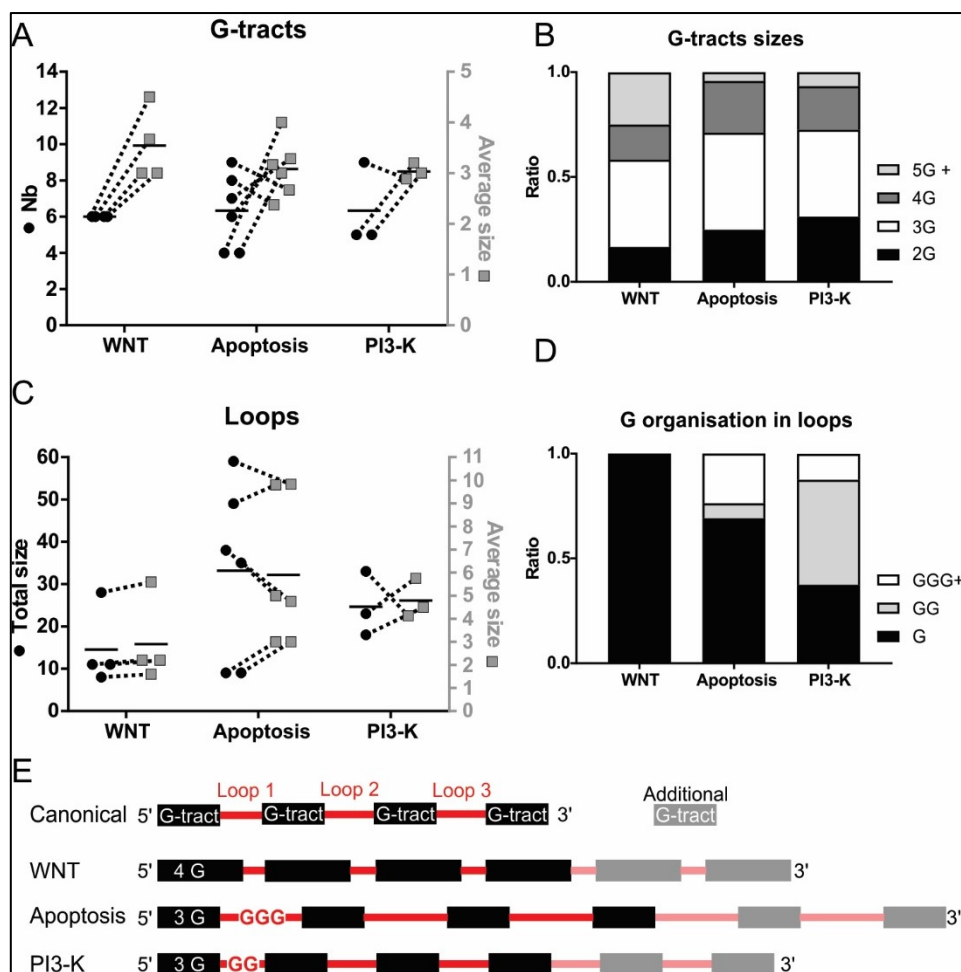 A
G-tracts
14
12
10
8
6
4
2
0
Nb
5
4
3
2
1
0
Average size
WNT
Apoptosis
PI3-K
B
G-tracts sizes
1.0
0.5
0.0
Ratio
WNT
Apoptosis
PI3-K
5G +
4G
3G
2G
C
Loops
60
50
40
30
20
10
0
Total size
11
10
9
8
7
6
5
4
3
2
1
0
Average size
WNT
Apoptosis
PI3-K
D
G organisation in loops
1.0
0.5
0.0
Ratio
WNT
Apoptosis
PI3-K
GGG+
GG
G
E
Loop 1 Loop 2 Loop 3 Additional
Canonical 5' G-tract G-tract G-tract G-tract 3' G-tract
WNT 5' 4 G 3'
Apoptosis 5' 3 G GGG 3'
PI3-K 5' 3 G GG 3'